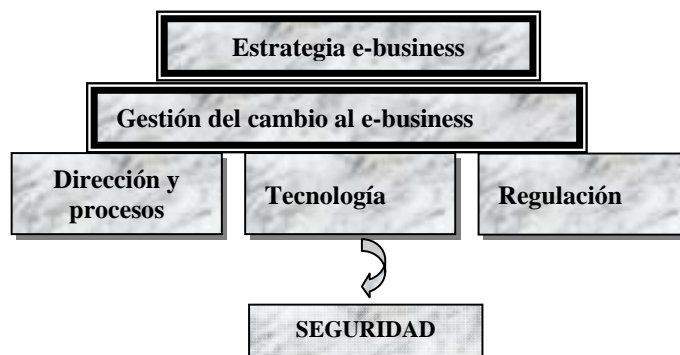 Estrategia e-business
Gestión del cambio al e-business
Dirección y
procesos
Tecnología
Regulación
SEGURIDAD